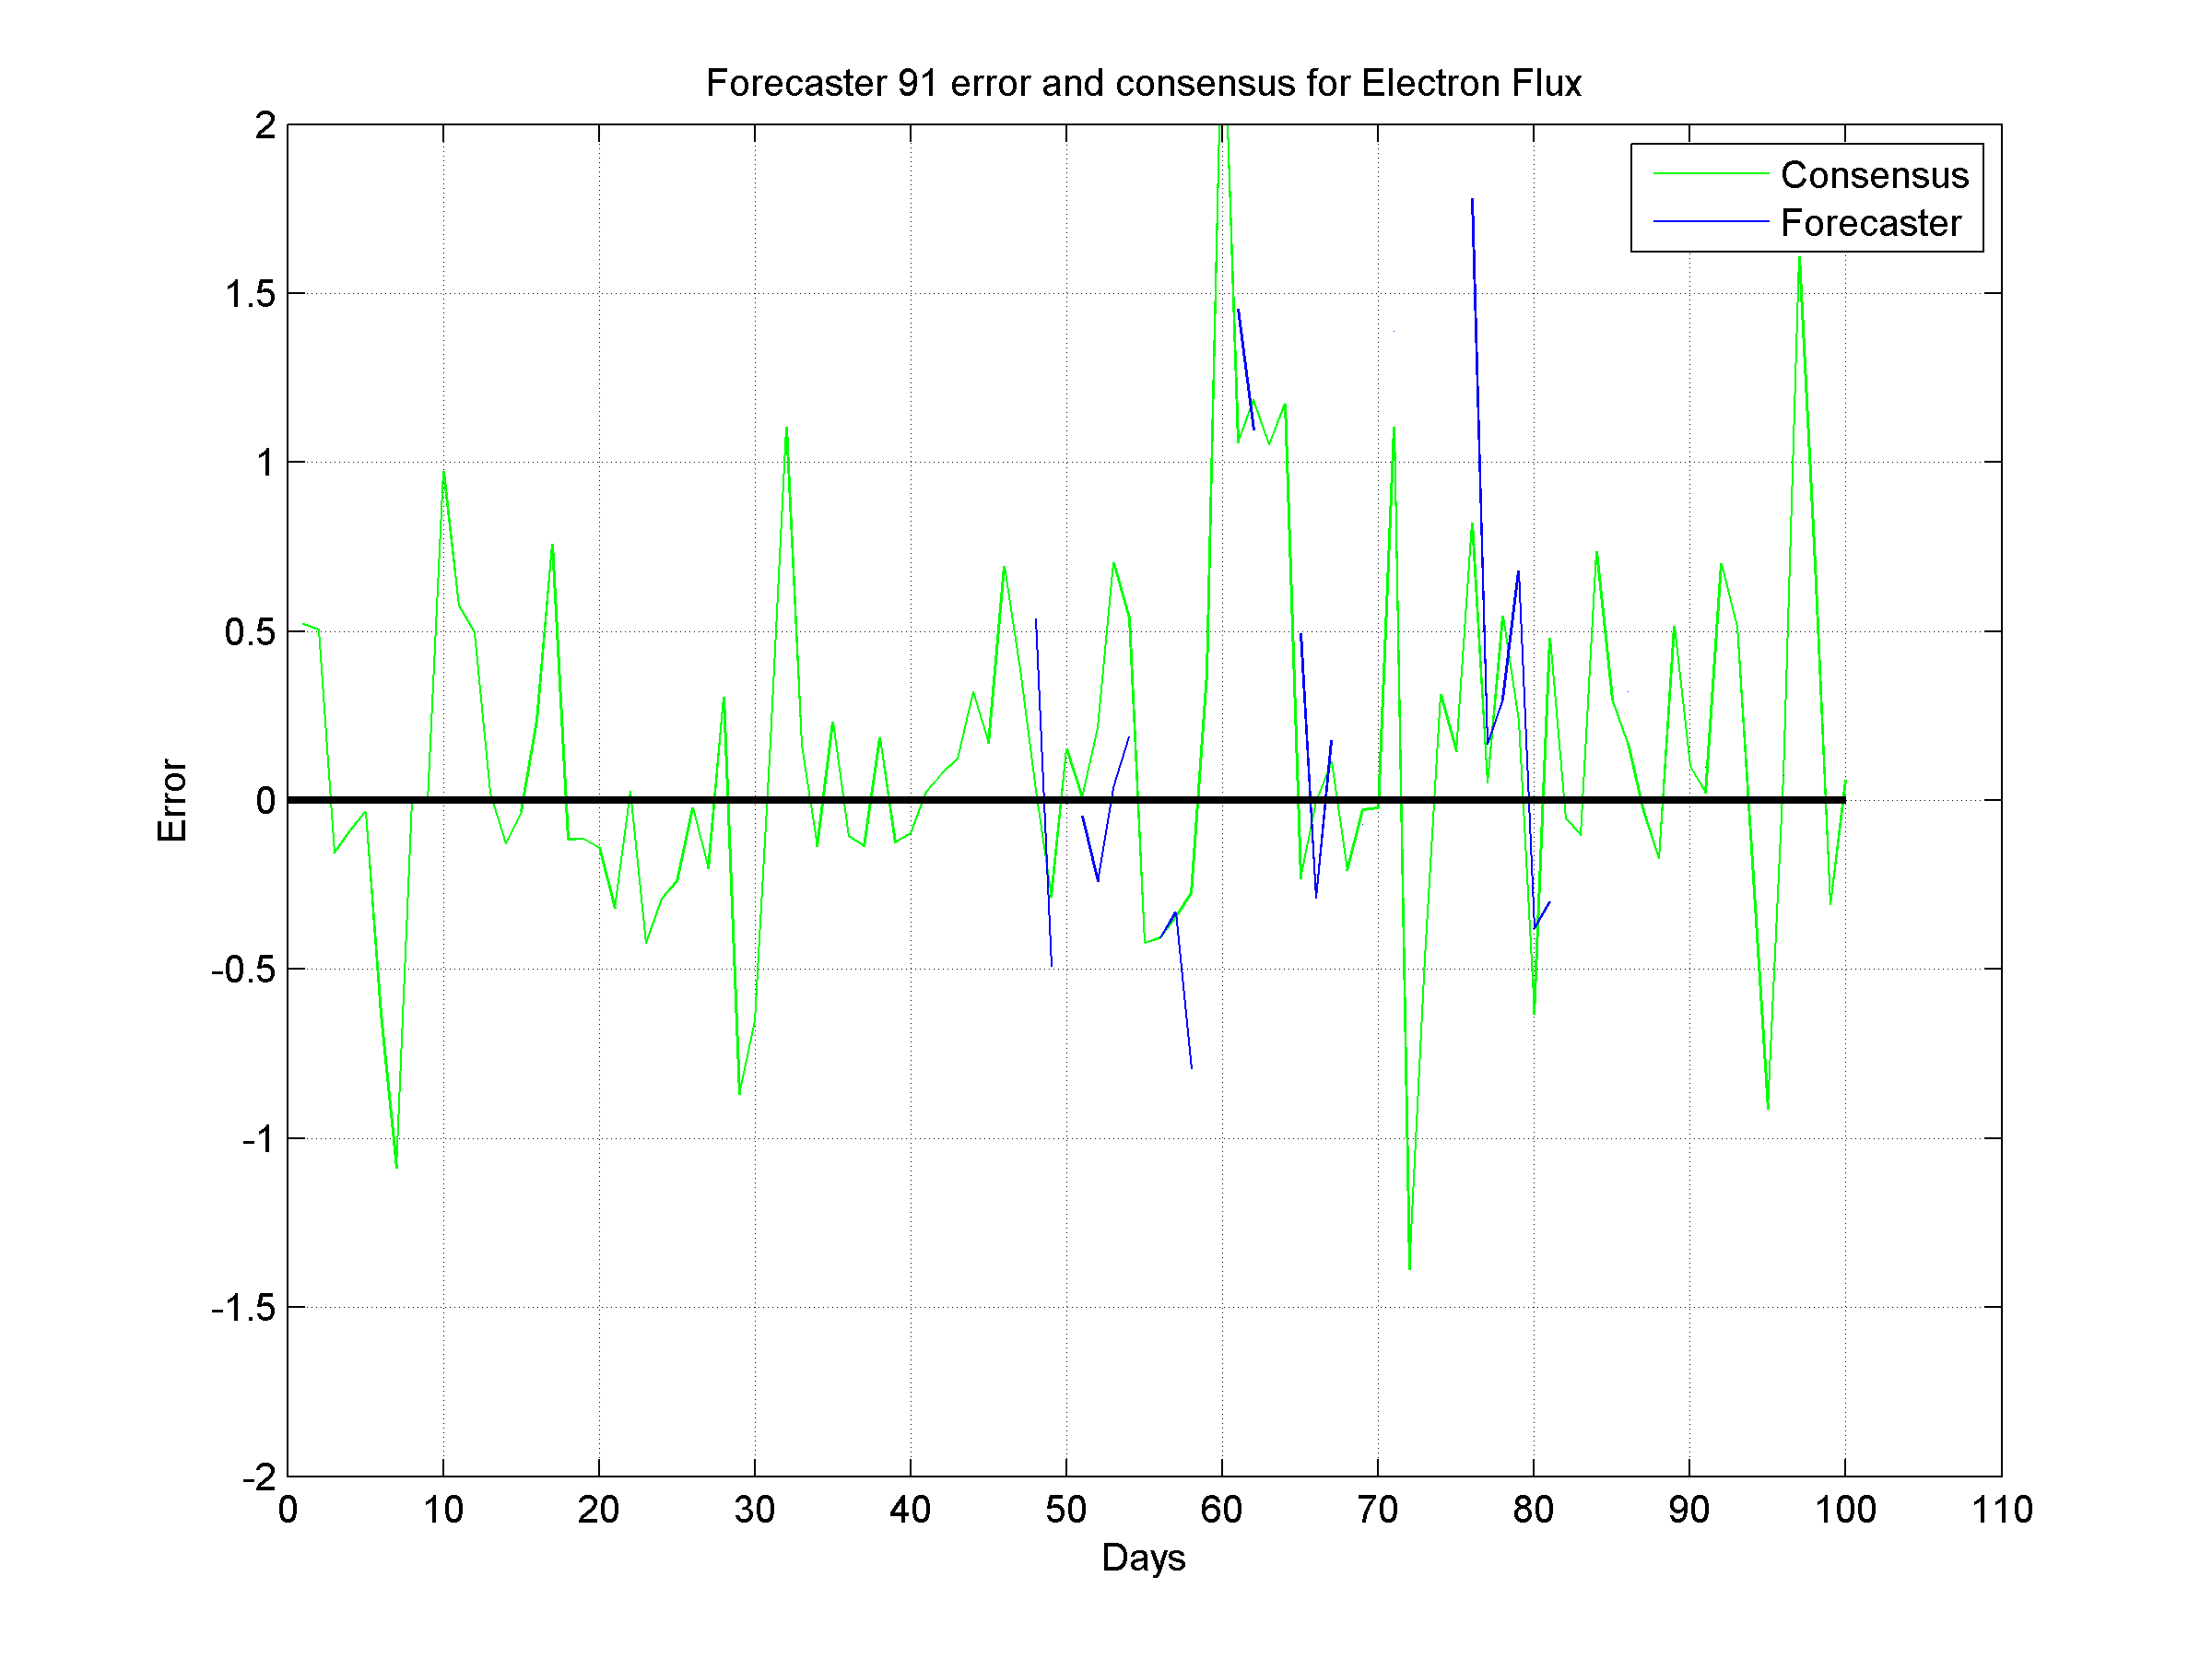 Forecaster 91 error and consensus for Electron Flux
2
1.5
1
0.5
0
-0.5
-1
-1.5
-2
Error
Consensus
Forecaster
0 10 20 30 40 50 60 70 80 90 100 110
Days